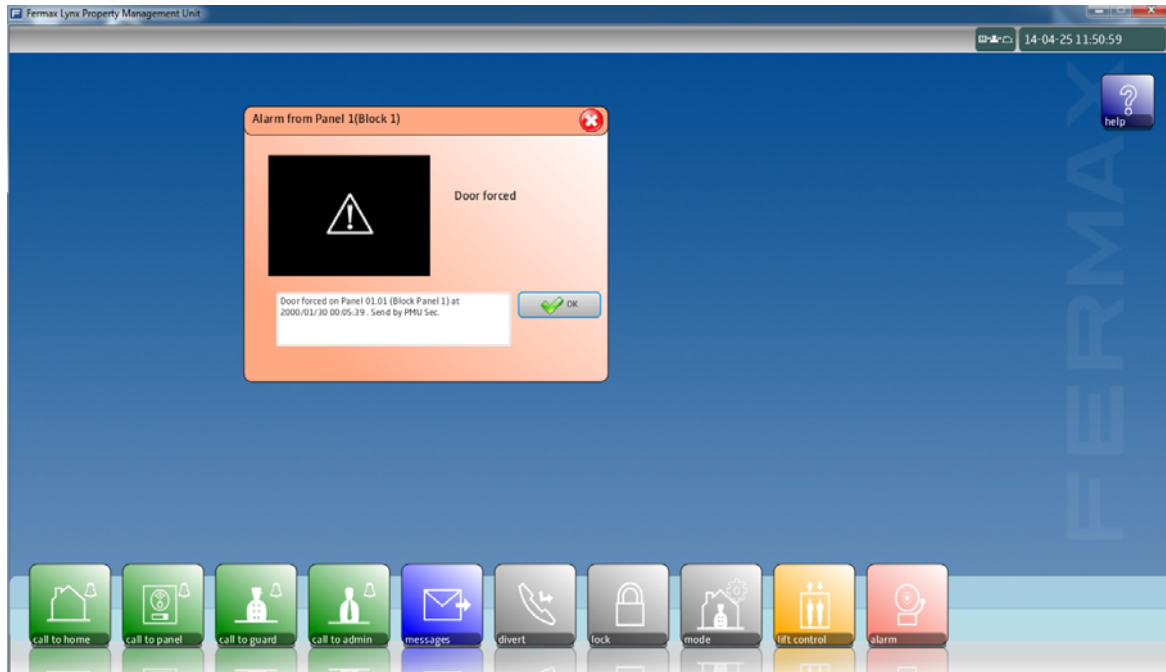 Fermax Lynx Property Management Unit
14-04-25 11:50:59
help
FERMAX
Alarm from Panel 1(Block 1)
Door forced
Door forced on Panel 01.01 (Block Panel 1) at
2000/01/30 00:05:39 . Send by PMU Sec.
OK
call to home
call to panel
call to guard
call to admin
messages
divert
lock
mode
lift control
alarm